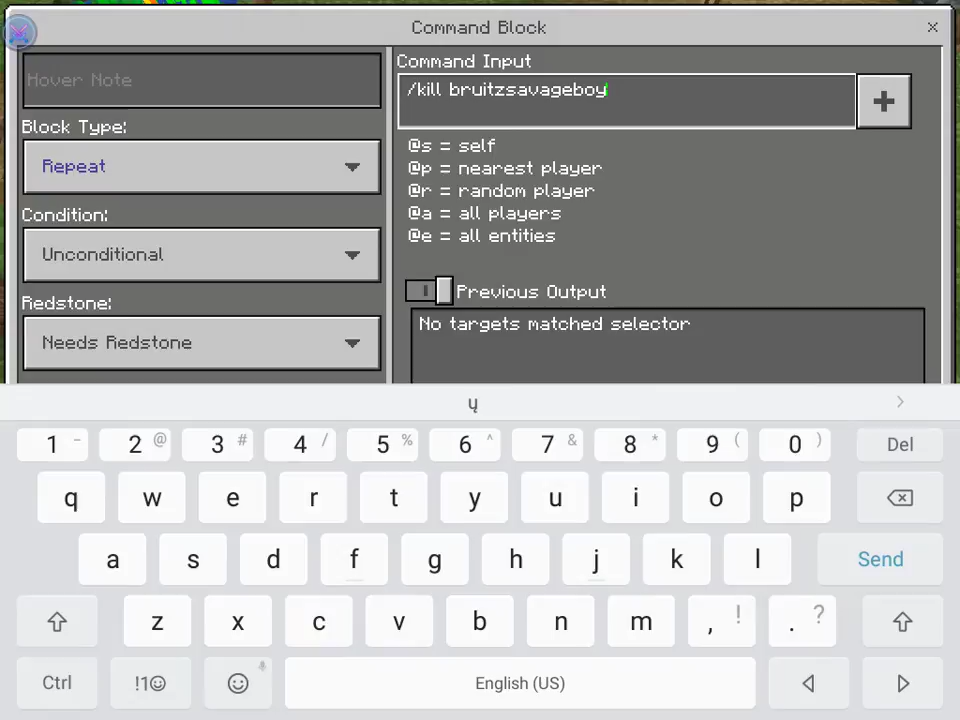 Command Block
Hover Note
Block Type:
Repeat
Condition:
Unconditional
Redstone:
Needs Redstone
Command Input
/kill bruitzsavageboy
@s = self
@p = nearest player
@r = random player
@a = all players
@e = all entities
Previous Output
No targets matched selector
ų
1 - 2 @ 3 # 4 / 5 % 6 ^ 7 & 8 * 9 ( 0 ) Del
q w e r t y u i o p
a s d f g h j k l Send
z x c v b n m , ! . ?
Ctrl !1☺ English (US)